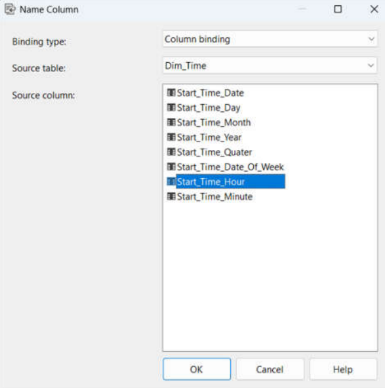 Name Column
Binding type:
Column binding
Source table:
Dim_Time
Source column:
Start_Time_Date
Start_Time_Day
Start_Time_Month
Start_Time_Year
Start_Time_Quater
Start_Time_Date_Of_Week
Start_Time_Hour
Start_Time_Minute
OK
Cancel
Help